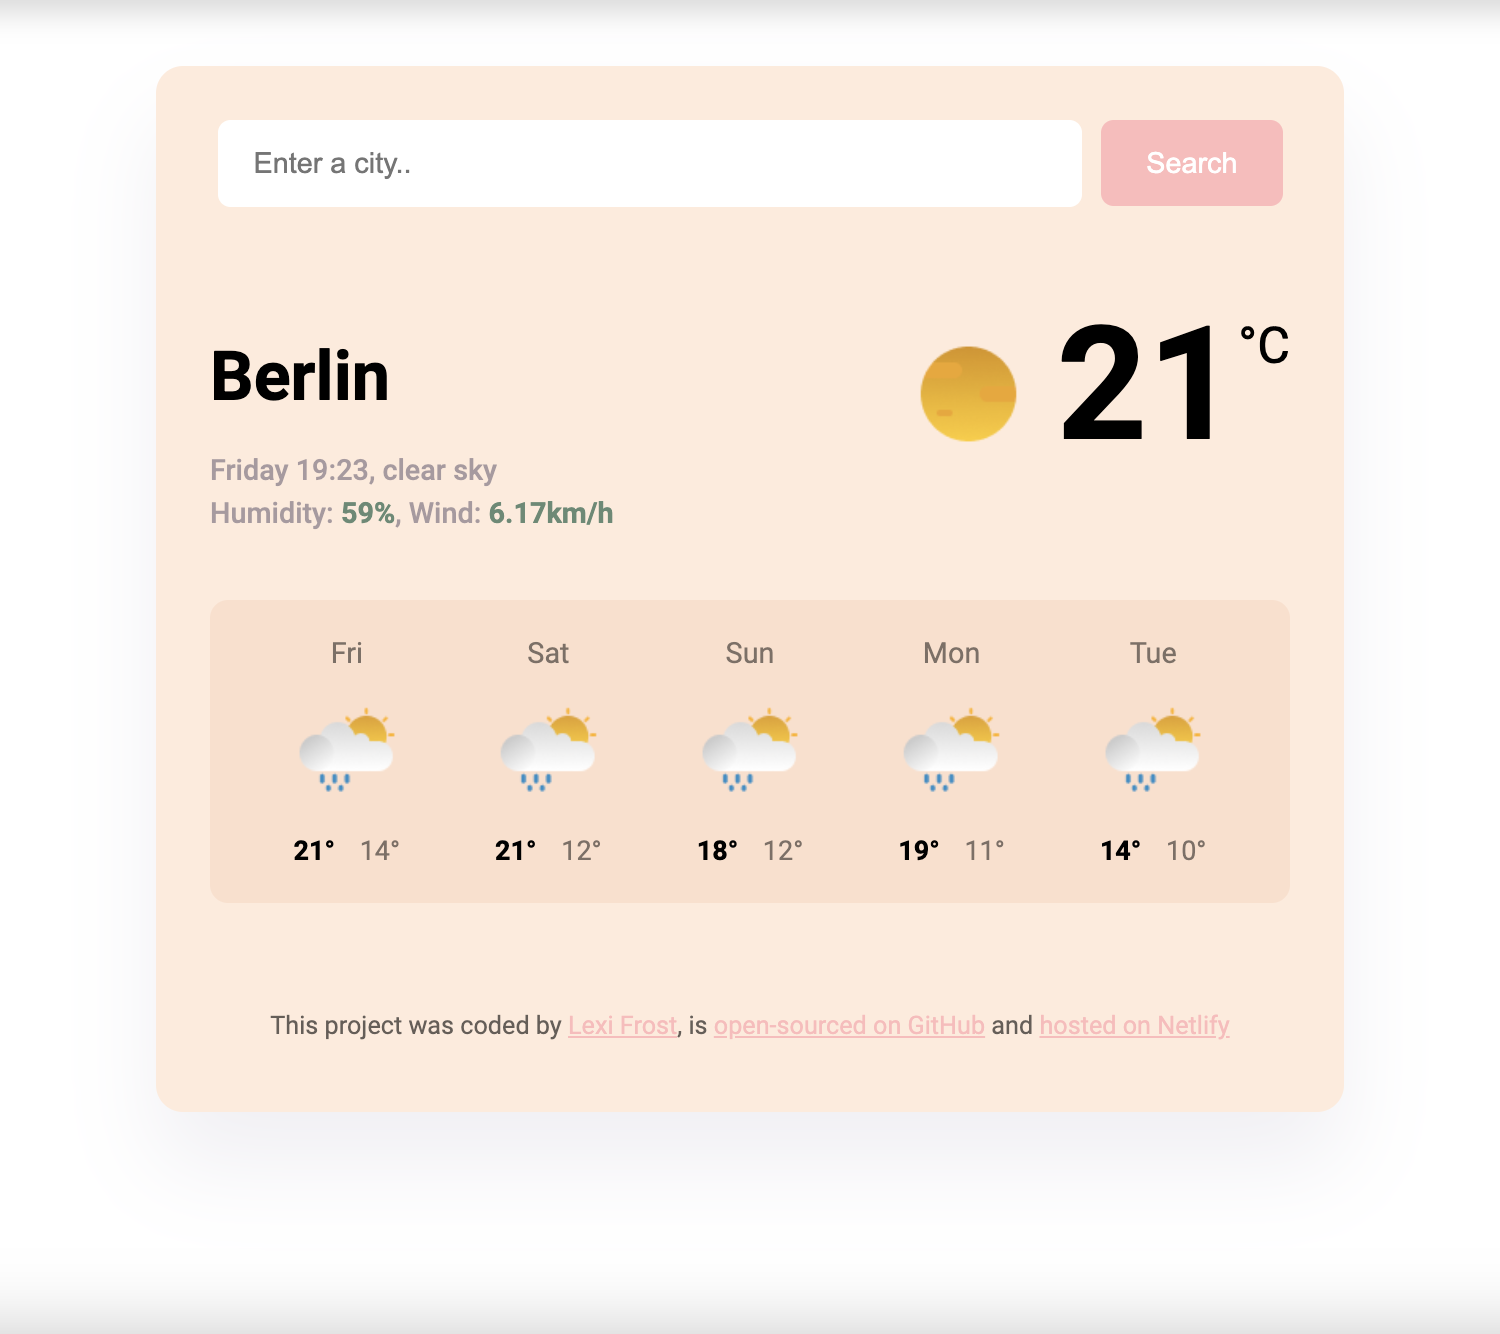 Enter a city..
Search
Berlin
21 °C
Friday 19:23, clear sky
Humidity: 59%, Wind: 6.17km/h
Fri Sat Sun Mon Tue
21° 14° 21° 12° 18° 12° 19° 11° 14° 10°
This project was coded by Lexi Frost, is open-sourced on GitHub and hosted on Netlify